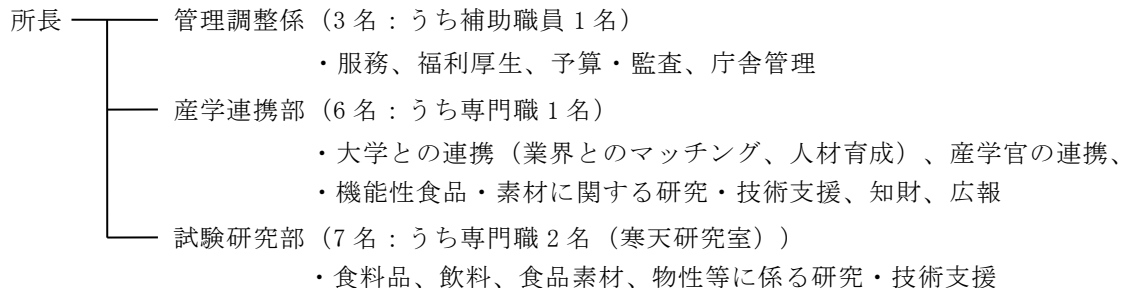 所長 管理調整係（3名：うち補助職員1名）
・服務、福利厚生、予算・監査、庁舎管理
産学連携部（6名：うち専門職1名）
・大学との連携（業界とのマッチング、人材育成）、産学官の連携、
・機能性食品・素材に関する研究・技術支援、知財、広報
試験研究部（7名：うち専門職2名（寒天研究室））
・食料品、飲料、食品素材、物性等に係る研究・技術支援